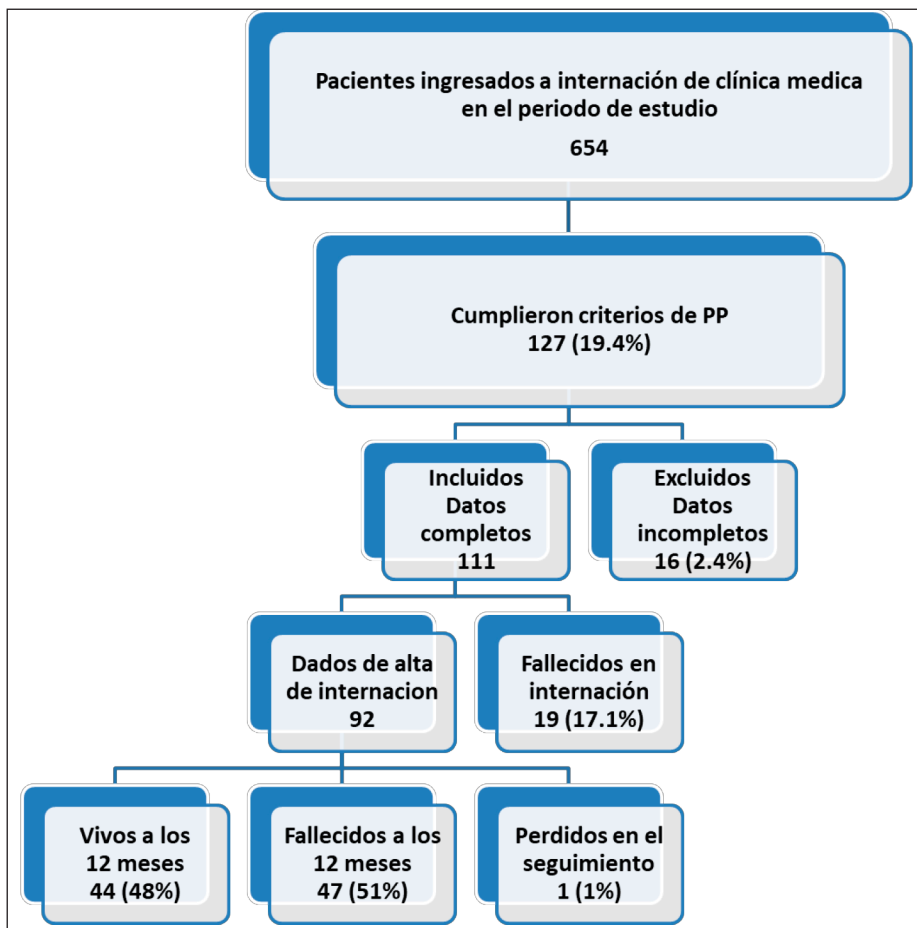 Pacientes ingresados a internación de clínica medica
en el periodo de estudio
654
Cumplieron criterios de PP
127 (19.4%)
Incluidos
Datos
completos
111
Excluidos
Datos
incompletos
16 (2.4%)
Dados de alta
de internacion
92
Fallecidos en
internación
19 (17.1%)
Vivos a los
12 meses
44 (48%)
Fallecidos a los
12 meses
47 (51%)
Perdidos en el
seguimiento
1 (1%)